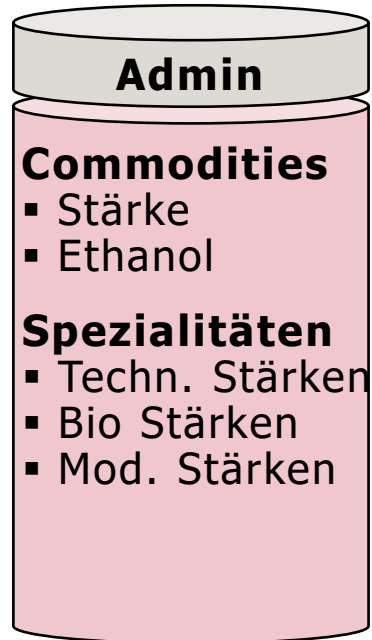 Admin
Commodities
▪ Stärke
▪ Ethanol
Spezialitäten
▪ Techn. Stärken
▪ Bio Stärken
▪ Mod. Stärken